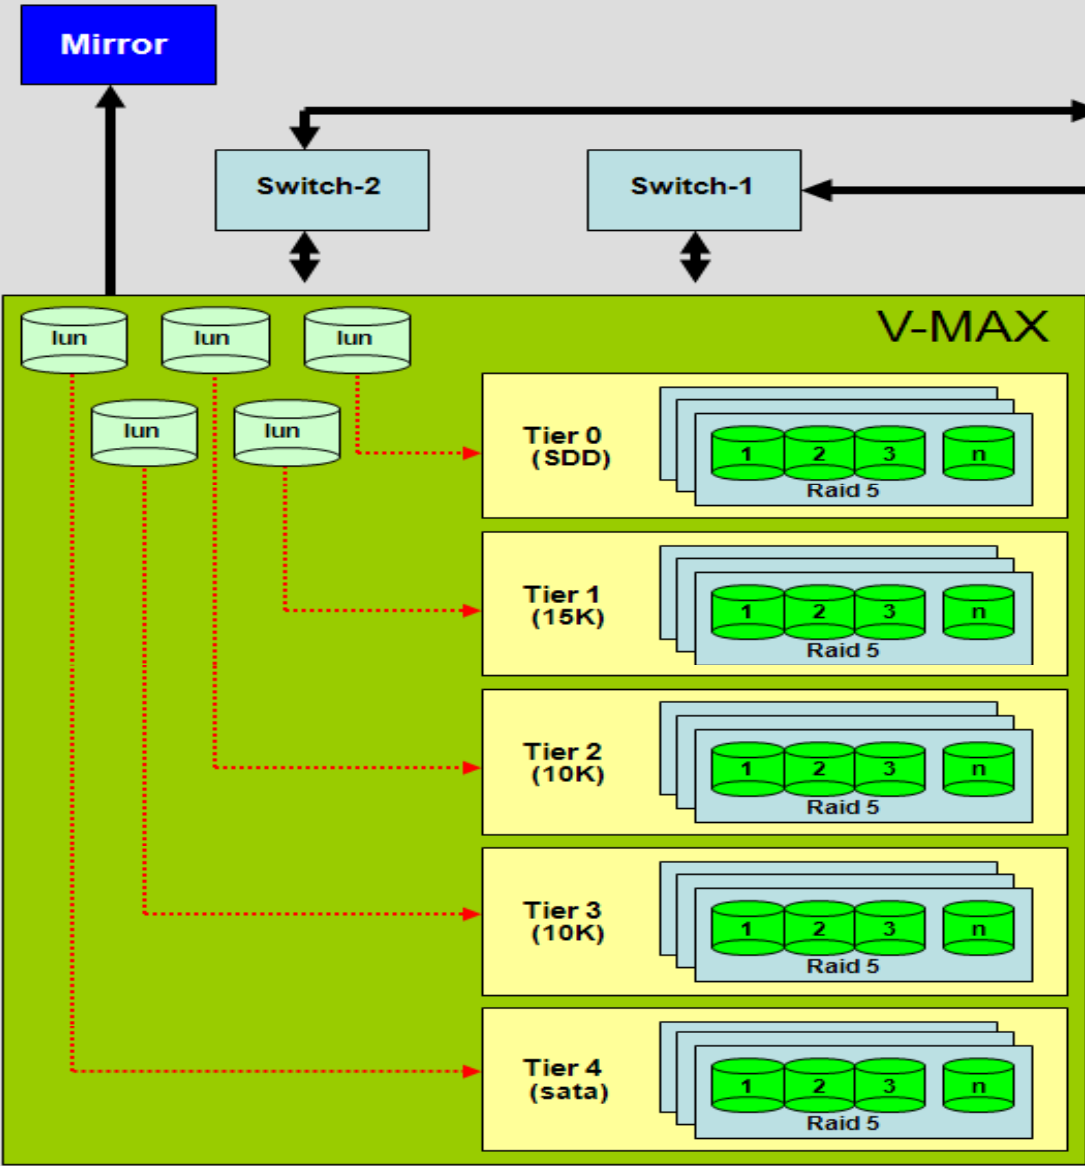 Mirror
Switch-2
Switch-1
V-MAX
lun
lun
lun
lun
lun
Tier 0
(SDD)
1 2 3 n
Raid 5
Tier 1
(15K)
1 2 3 n
Raid 5
Tier 2
(10K)
1 2 3 n
Raid 5
Tier 3
(10K)
1 2 3 n
Raid 5
Tier 4
(sata)
1 2 3 n
Raid 5